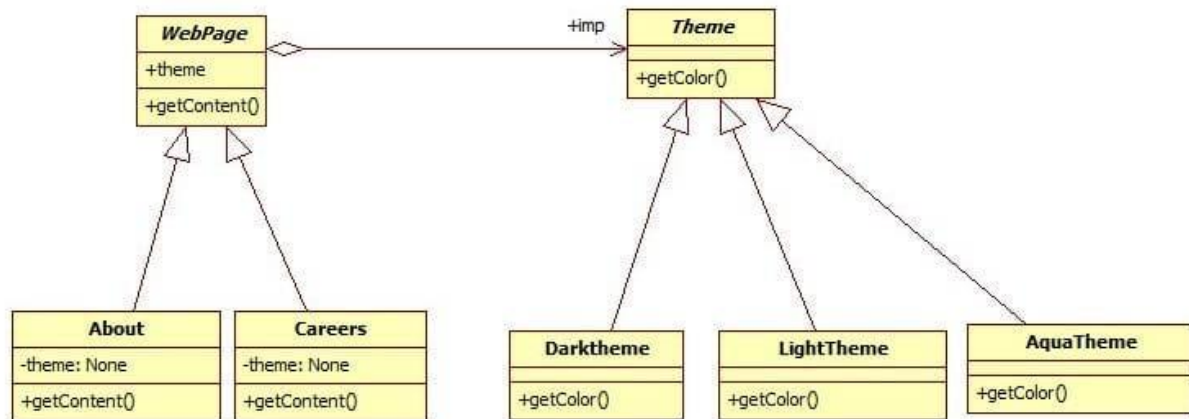 WebPage
+theme
+getContent()
+imp
Theme
+getColor()
About
-theme: None
+getContent()
Careers
-theme: None
+getContent()
Darktheme
+getColor()
LightTheme
+getColor()
AquaTheme
+getColor()